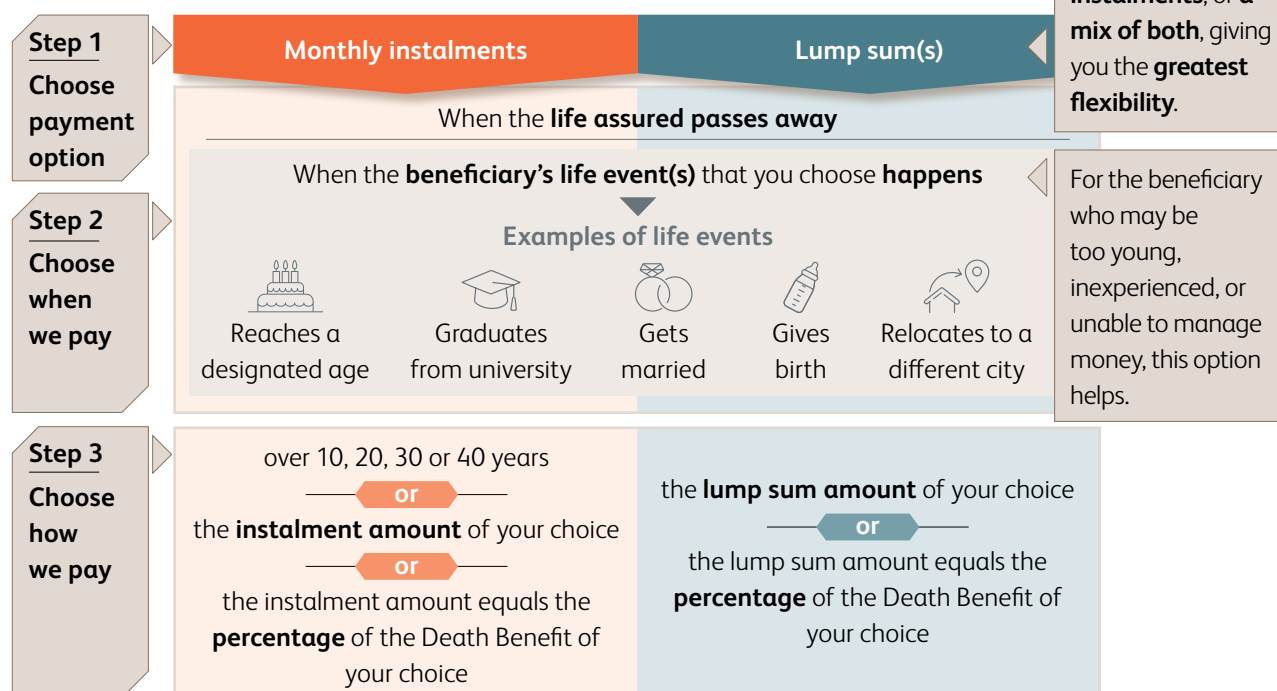 Step 1
Choose
payment
option
Monthly instalments
Lump sum(s)
mix of both, giving
you the greatest
flexibility.
When the life assured passes away
Step 2
Choose
when
we pay
When the beneficiary's life event(s) that you choose happens
Examples of life events
Reaches a
designated age
Graduates
from university
Gets
married
Gives
birth
Relocates to a
different city
For the beneficiary
who may be
too young,
inexperienced, or
unable to manage
money, this option
helps.
Step 3
Choose
how
we pay
over 10, 20, 30 or 40 years
or
the instalment amount of your choice
or
the instalment amount equals the
percentage of the Death Benefit of
your choice
the lump sum amount of your choice
or
the lump sum amount equals the
percentage of the Death Benefit of
your choice